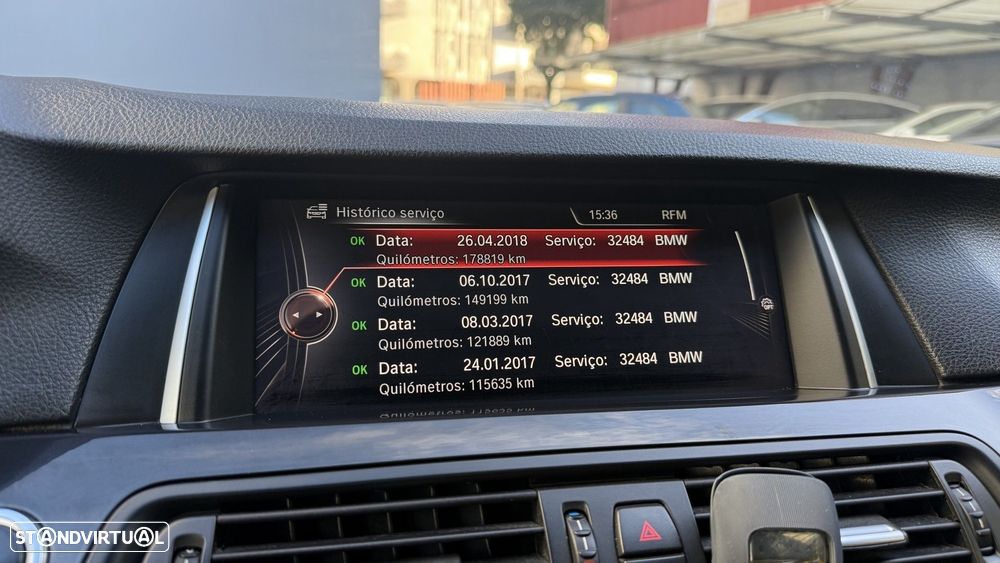 Histórico serviço 15:36 RFM
OK Data: 26.04.2018 Serviço: 32484 BMW
Quilómetros: 178819 km
OK Data: 06.10.2017 Serviço: 32484 BMW
Quilómetros: 149199 km
OK Data: 08.03.2017 Serviço: 32484 BMW
Quilómetros: 121889 km
OK Data: 24.01.2017 Serviço: 32484 BMW
Quilómetros: 115635 km
STANDVIRTUAL